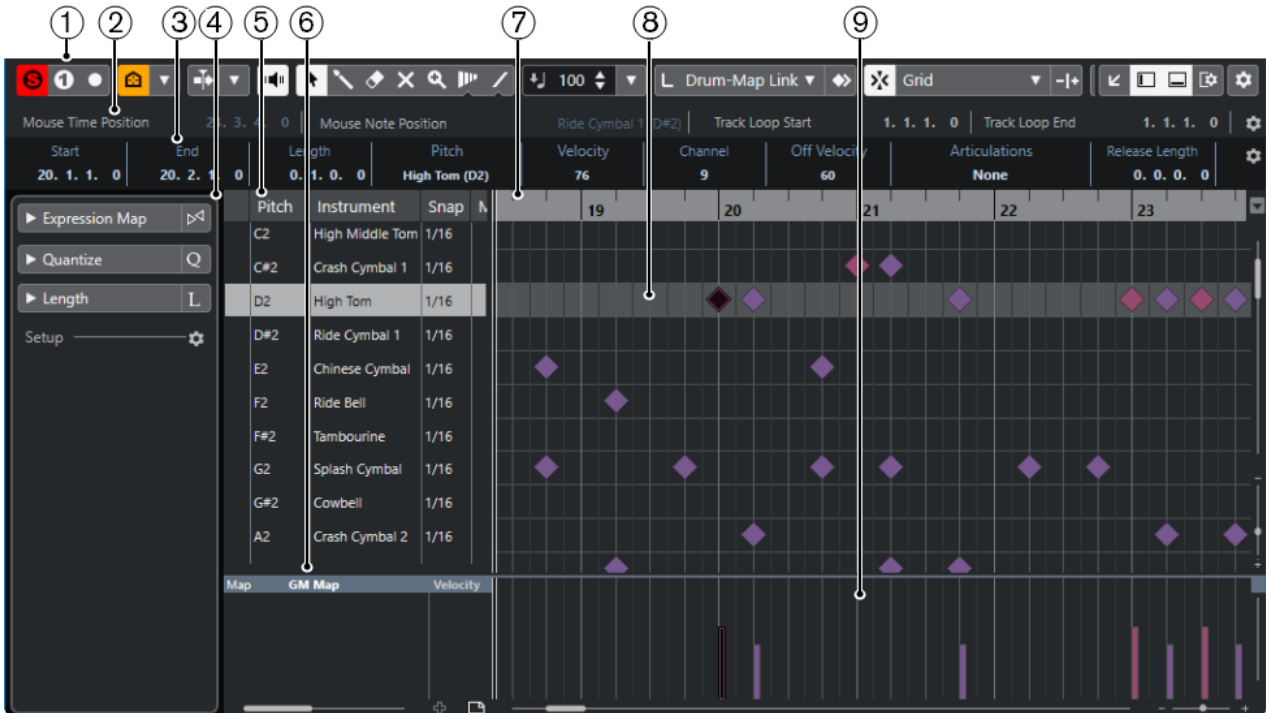 1 2 3 4 5 6 7 8 9
S 1 100 L Drum-Map Link Grid
Mouse Time Position 23. 3. 4. 0 Mouse Note Position Ride Cymbal 1 (D#2) Track Loop Start 1. 1. 1. 0 Track Loop End 1. 1. 1. 0
Start End Length Pitch Velocity Channel Off Velocity Articulations Release Length
20. 1. 1. 0 20. 2. 1. 0 0. 1. 0. 0 High Tom (D2) 76 9 60 None 0. 0. 0. 0
Expression Map
Quantize Q
Length L
Setup
Pitch Instrument Snap M
19 20 21 22 23
C2 High Middle Tom 1/16
C#2 Crash Cymbal 1 1/16
D2 High Tom 1/16
D#2 Ride Cymbal 1 1/16
E2 Chinese Cymbal 1/16
F2 Ride Bell 1/16
F#2 Tambourine 1/16
G2 Splash Cymbal 1/16
G#2 Cowbell 1/16
A2 Crash Cymbal 2 1/16
Map GM Map Velocity